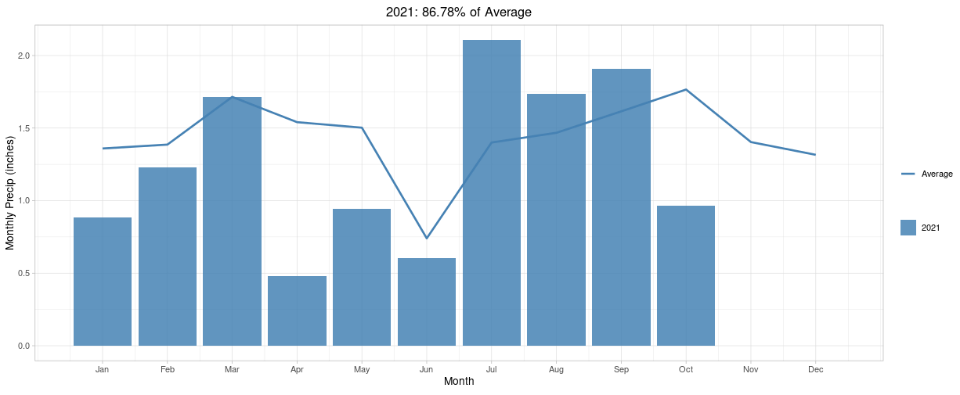 2021: 86.78% of Average
Monthly Precip (inches)
2.0
1.5
1.0
0.5
0.0
Jan Feb Mar Apr May Jun Jul Aug Sep Oct Nov Dec
Month
Average
2021